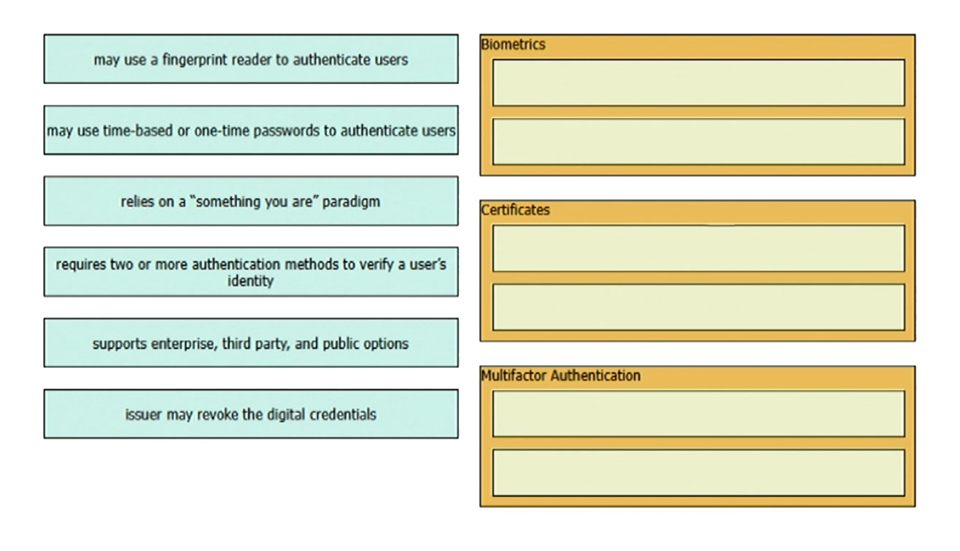 may use a fingerprint reader to authenticate users
may use time-based or one-time passwords to authenticate users
relies on a “something you are” paradigm
requires two or more authentication methods to verify a user’s
identity
supports enterprise, third party, and public options
issuer may revoke the digital credentials
Biometrics
Certificates
Multifactor Authentication